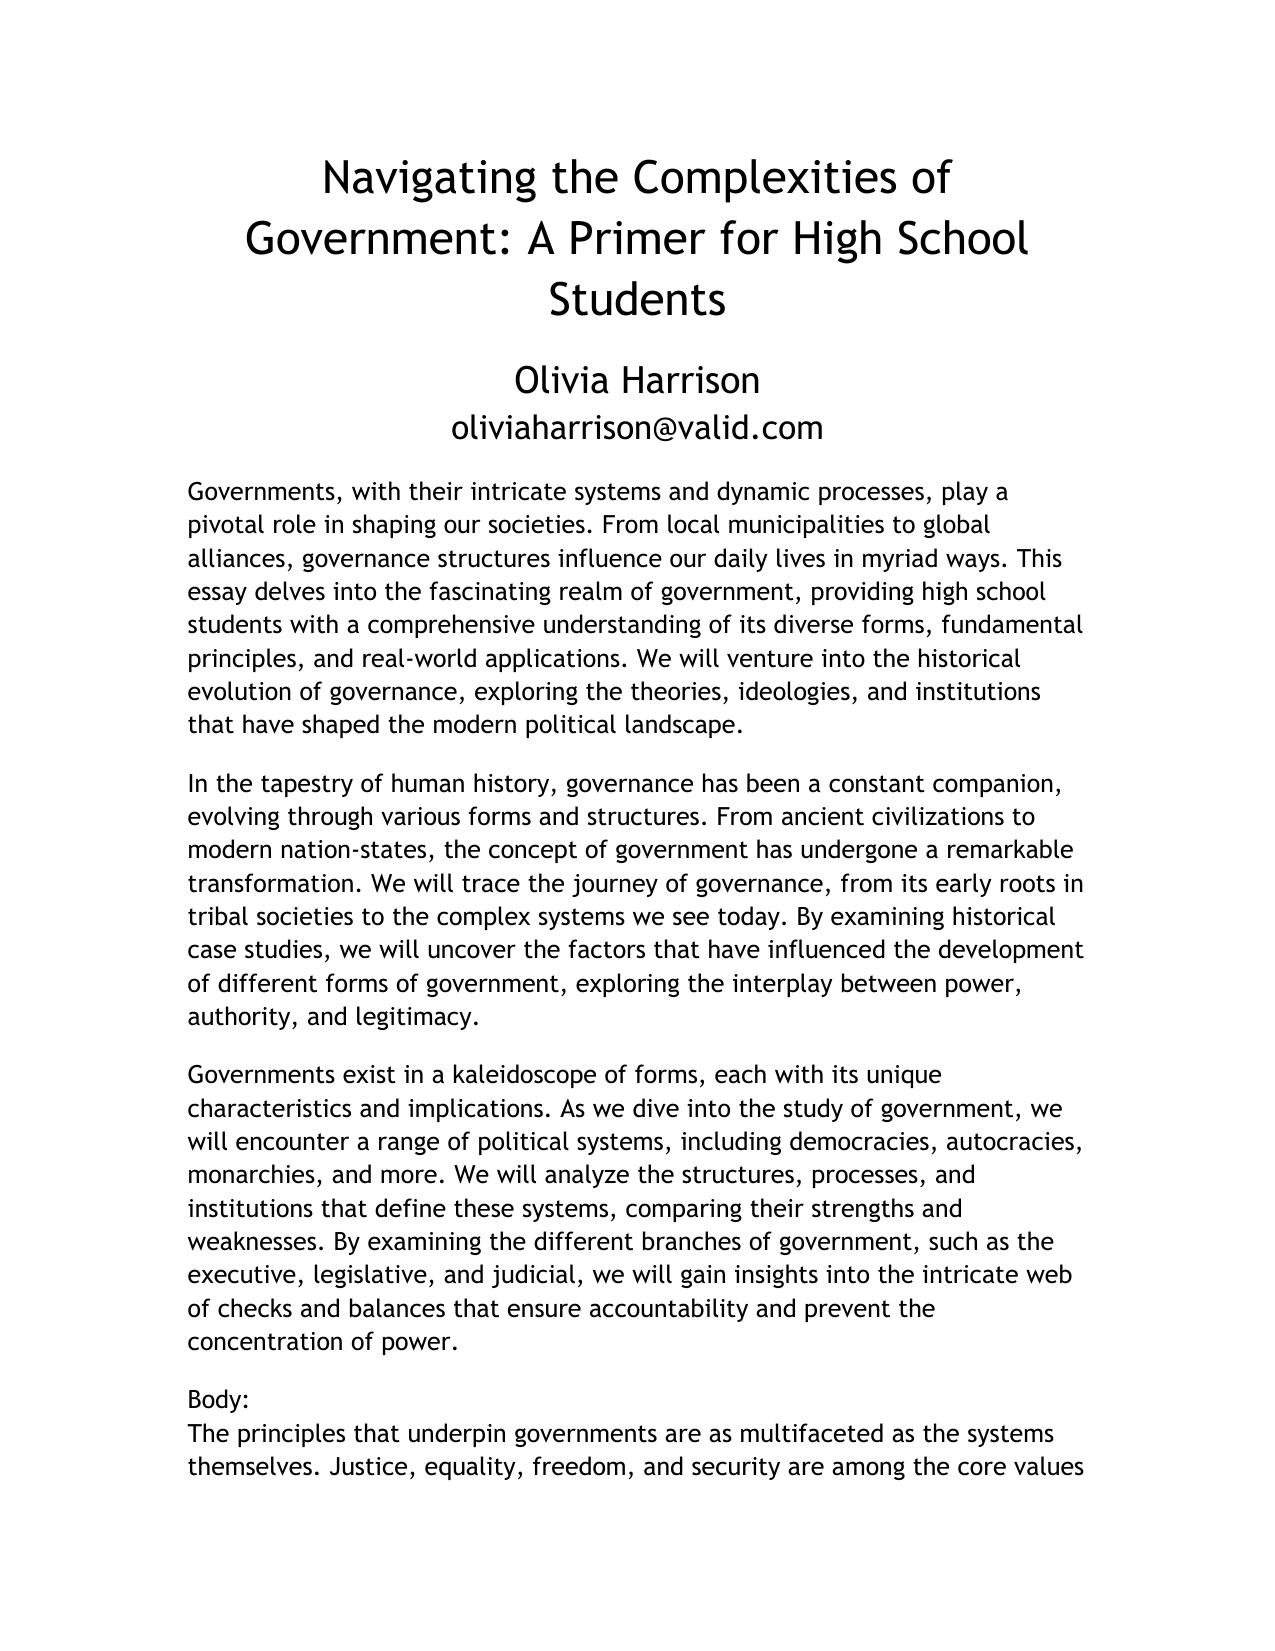 Navigating the Complexities of
Government: A Primer for High School
Students
Olivia Harrison
oliviaharrison@valid.com
Governments, with their intricate systems and dynamic processes, play a
pivotal role in shaping our societies. From local municipalities to global
alliances, governance structures influence our daily lives in myriad ways. This
essay delves into the fascinating realm of government, providing high school
students with a comprehensive understanding of its diverse forms, fundamental
principles, and real-world applications. We will venture into the historical
evolution of governance, exploring the theories, ideologies, and institutions
that have shaped the modern political landscape.
In the tapestry of human history, governance has been a constant companion,
evolving through various forms and structures. From ancient civilizations to
modern nation-states, the concept of government has undergone a remarkable
transformation. We will trace the journey of governance, from its early roots in
tribal societies to the complex systems we see today. By examining historical
case studies, we will uncover the factors that have influenced the development
of different forms of government, exploring the interplay between power,
authority, and legitimacy.
Governments exist in a kaleidoscope of forms, each with its unique
characteristics and implications. As we dive into the study of government, we
will encounter a range of political systems, including democracies, autocracies,
monarchies, and more. We will analyze the structures, processes, and
institutions that define these systems, comparing their strengths and
weaknesses. By examining the different branches of government, such as the
executive, legislative, and judicial, we will gain insights into the intricate web
of checks and balances that ensure accountability and prevent the
concentration of power.
Body:
The principles that underpin governments are as multifaceted as the systems
themselves. Justice, equality, freedom, and security are among the core values